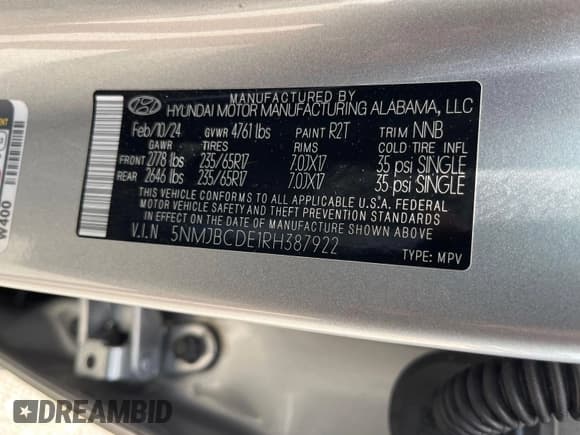 MANUFACTURED BY
HYUNDAI MOTOR MANUFACTURING ALABAMA, LLC
Feb/10/24 GVWR 4761 lbs PAINT R2T TRIM NNB
GAWR TIRES RIMS COLD TIRE INFL
FRONT 2778 lbs 235/65R17 7.0JX17 35 psi SINGLE
REAR 2646 lbs 235/65R17 7.0JX17 35 psi SINGLE
THIS VEHICLE CONFORMS TO ALL APPLICABLE U.S.A. FEDERAL
MOTOR VEHICLE SAFETY AND BUMPER STANDARDS IN EFFECT
ON THE DATE OF MANUFACTURE SHOWN ABOVE.
V.I.N 5NMJBCDE1RH387922
TYPE: MPV
W400
DREAMBID